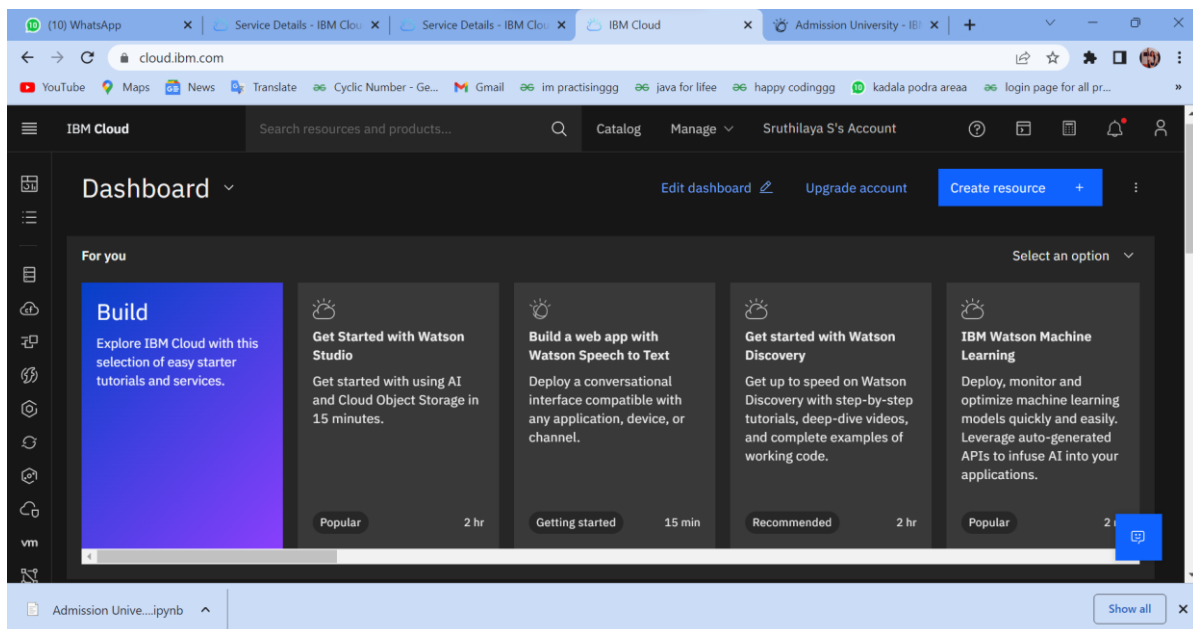 (10) WhatsApp
Service Details - IBM Clou
Service Details - IBM Clou
IBM Cloud
Admission University - IB
cloud.ibm.com
YouTube
Maps
News
Translate
Cyclic Number - Ge...
Gmail
im practisinggg
java for lifee
happy codinggg
kadala podra areaa
login page for all pr...
»
IBM Cloud
Search resources and products...
Catalog
Manage
Sruthilaya S's Account
Dashboard
Edit dashboard
Upgrade account
Create resource +
For you
Select an option
Build
Explore IBM Cloud with this
selection of easy starter
tutorials and services.
Get Started with Watson
Studio
Get started with using AI
and Cloud Object Storage in
15 minutes.
Popular
2 hr
Build a web app with
Watson Speech to Text
Deploy a conversational
interface compatible with
any application, device, or
channel.
Getting started
15 min
Get started with Watson
Discovery
Get up to speed on Watson
Discovery with step-by-step
tutorials, deep-dive videos,
and complete examples of
working code.
Recommended
2 hr
IBM Watson Machine
Learning
Deploy, monitor and
optimize machine learning
models quickly and easily.
Leverage auto-generated
APIs to infuse AI into your
applications.
Popular
2
vm
Admission Unive....ipynb
Show all